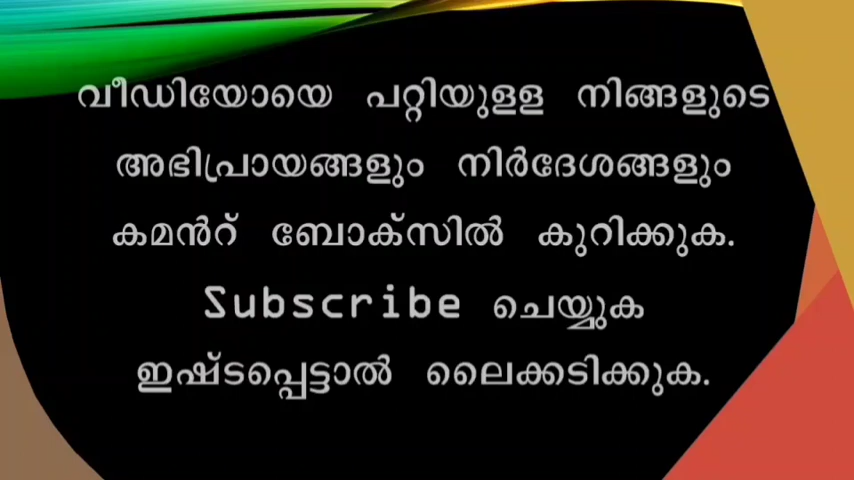 വീഡിയോയെ പറ്റിയുള്ള നിങ്ങളുടെ
അഭിപ്രായങ്ങളും നിർദേശങ്ങളും
കമൻറ് ബോക്സിൽ കുറിക്കുക.
Subscribe ചെയ്യുക
ഇഷ്ടപ്പെട്ടാൽ ലൈക്കടിക്കുക.